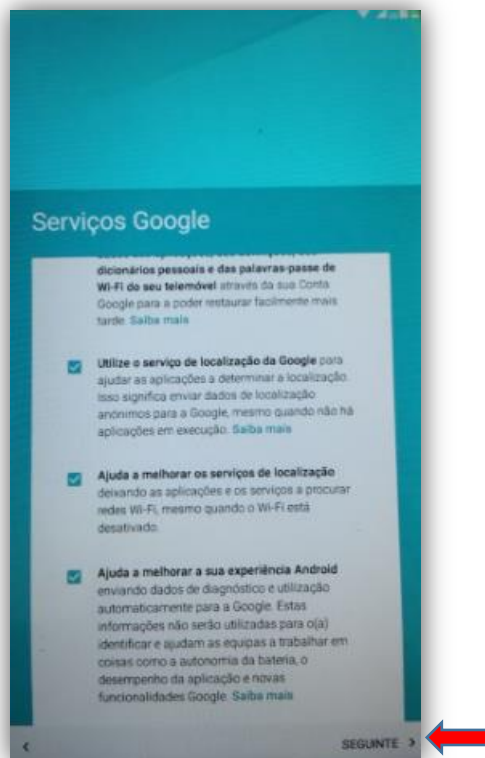 Serviços Google
dicionários pessoais e das palavras-passe de
Wi-Fi do seu telemóvel através da sua Conta
Google para a poder restaurar facilmente mais
tarde. Saiba mais
Utilize o serviço de localização da Google para
ajudar as aplicações a determinar a localização.
Isso significa enviar dados de localização
anónimos para a Google, mesmo quando não há
aplicações em execução. Saiba mais
Ajuda a melhorar os serviços de localização
deixando as aplicações e os serviços a procurar
redes Wi-Fi, mesmo quando o Wi-Fi está
desativado.
Ajuda a melhorar a sua experiência Android
enviando dados de diagnóstico e utilização
automaticamente para a Google. Estas
informações não serão utilizadas para o(a)
identificar e ajudam as equipas a trabalhar em
coisas como a autonomia da bateria, o
desempenho da aplicação e novas
funcionalidades Google. Saiba mais
SEGUINTE